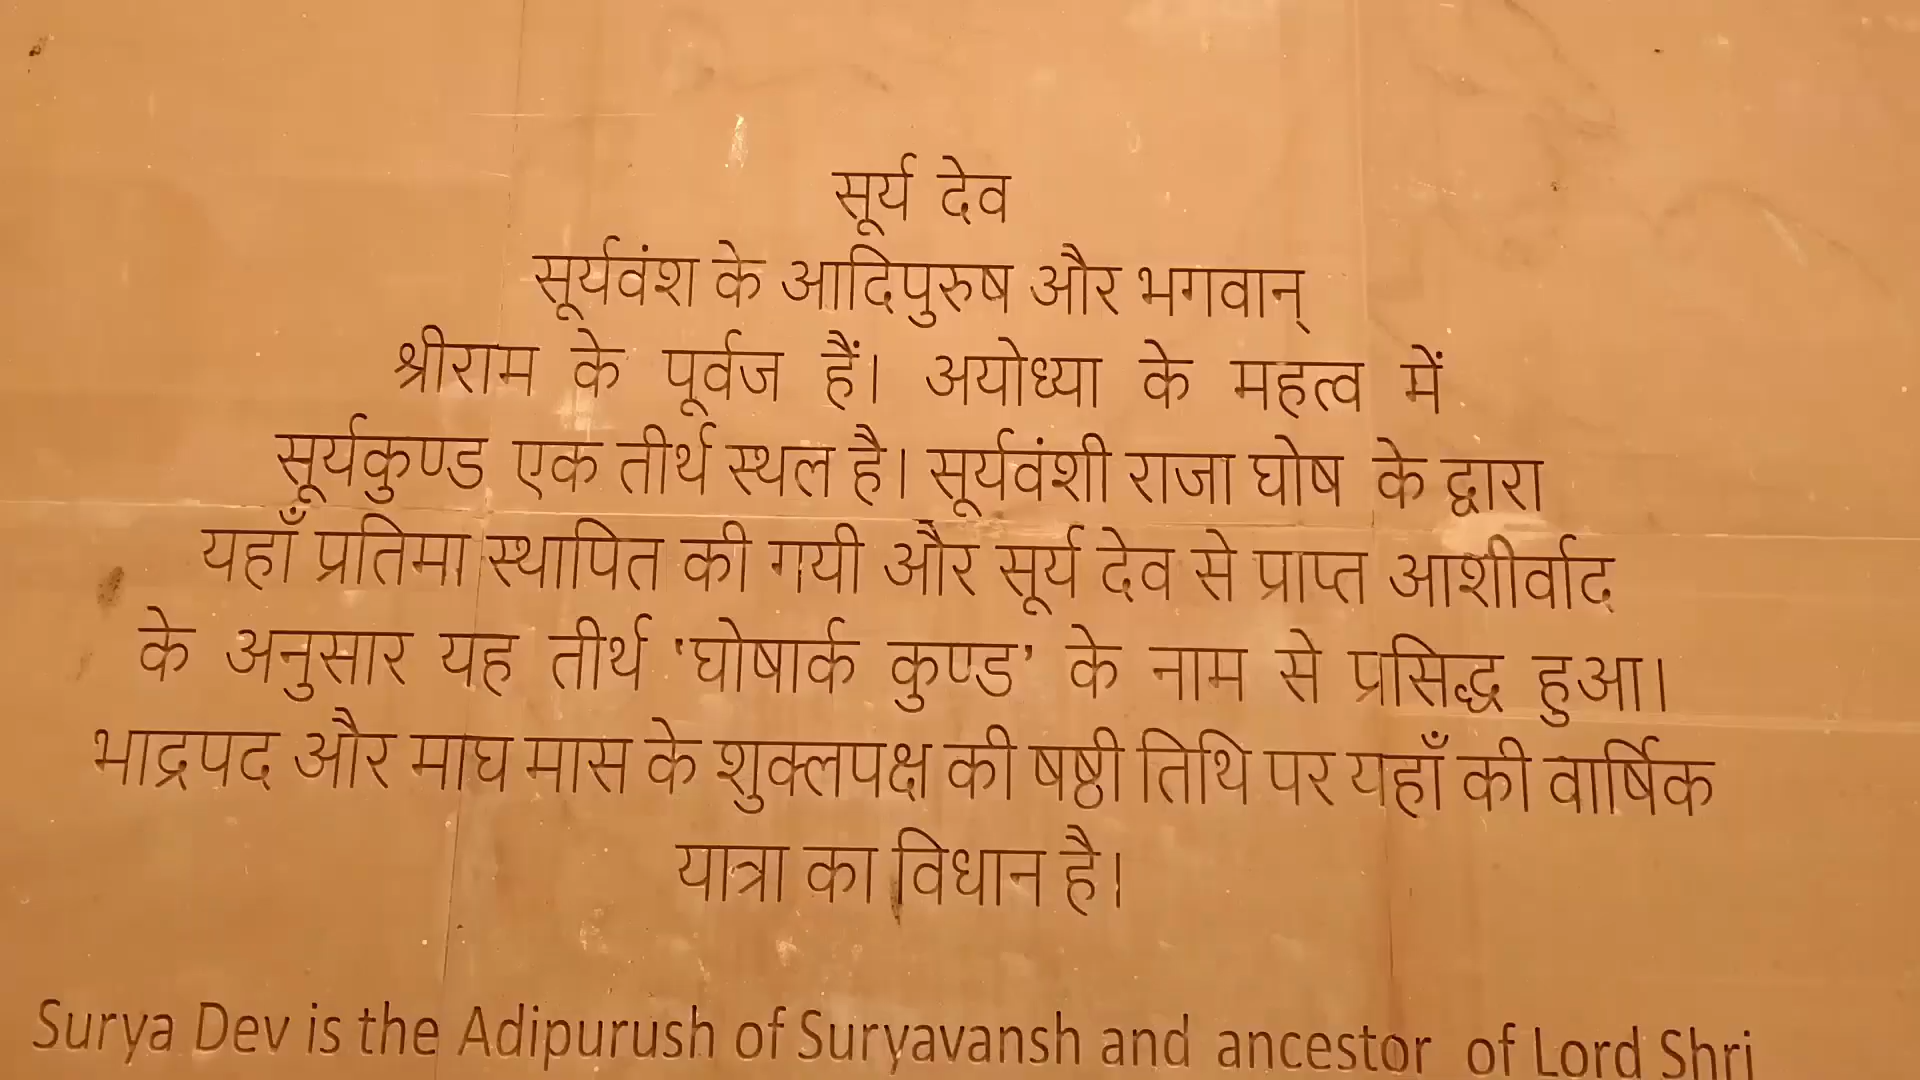 सूर्य देव
सूर्यवंश के आदिपुरुष और भगवान्
श्रीराम के पूर्वज हैं। अयोध्या के महत्व में
सूर्यकुण्ड एक तीर्थ स्थल है। सूर्यवंशी राजा घोष के द्वारा
यहाँ प्रतिमा स्थापित की गयी और सूर्य देव से प्राप्त आशीर्वाद
के अनुसार यह तीर्थ 'घोषार्क कुण्ड' के नाम से प्रसिद्ध हुआ।
भाद्रपद और माघ मास के शुक्लपक्ष की षष्ठी तिथि पर यहाँ की वार्षिक
यात्रा का विधान है।
Surya Dev is the Adipurush of Suryavansh and ancestor of Lord Shri